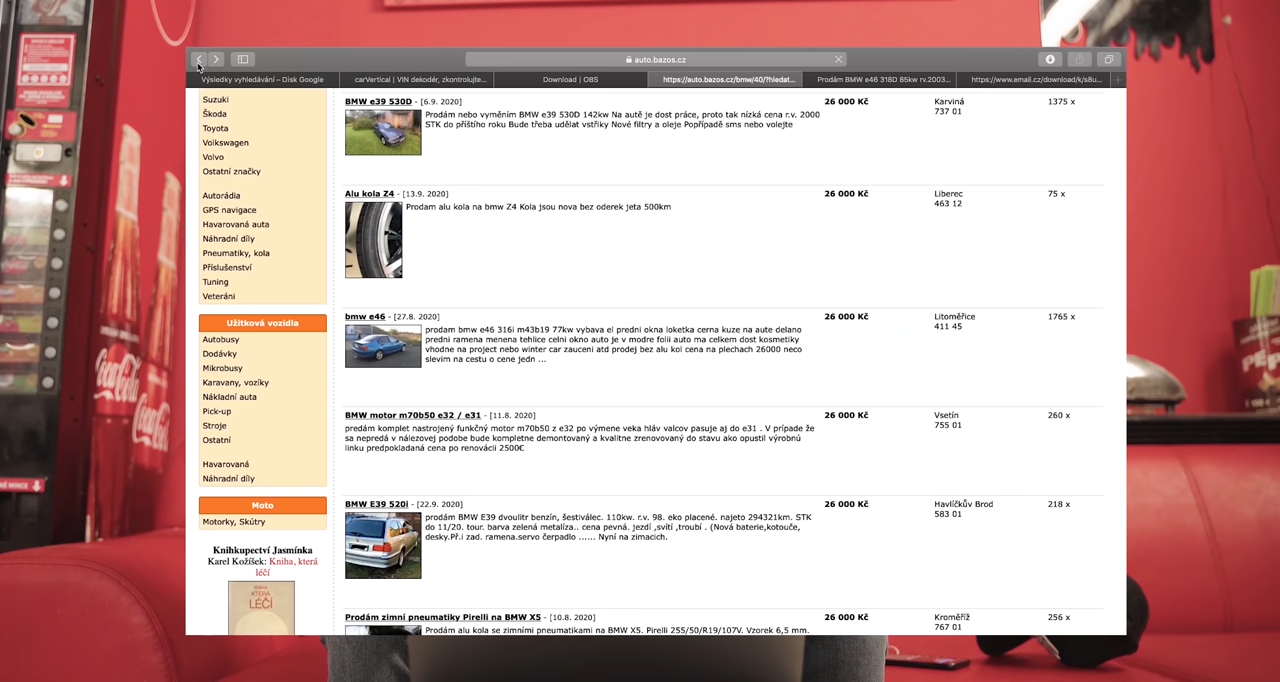 auto.bazos.cz
Výsledky vyhledávání – Disk Google
carVertical | VIN dekodér, zkontrolujte...
Download | OBS
https://auto.bazos.cz/bmw/40/?hledat...
Prodám BMW e46 318D 85kw rv.2003...
https://www.email.cz/download/k/s8u...
Suzuki
Škoda
Toyota
Volkswagen
Volvo
Ostatní značky
Autorádia
GPS navigace
Havarovaná auta
Náhradní díly
Pneumatiky, kola
Příslušenství
Tuning
Veteráni
Užitková vozidla
Autobusy
Dodávky
Mikrobusy
Karavany, vozíky
Nákladní auta
Pick-up
Stroje
Ostatní
Havarovaná
Náhradní díly
Moto
Motorky, Skútry
Knihkupectví Jasmínka
Karel Kožíšek: Kniha, která
léčí
KNIHA
KTERÁ
LÉČÍ
BMW e39 530D - [6.9. 2020]
26 000 Kč
Karviná
737 01
1375 x
Prodám nebo vyměním BMW e39 530D 142kw Na autě je dost práce, proto tak nízká cena r.v. 2000
STK do příštího roku Bude třeba udělat vstřiky Nové filtry a oleje Popřípadě sms nebo volejte
Alu kola Z4 - [13.9. 2020]
26 000 Kč
Liberec
463 12
75 x
Prodam alu kola na bmw Z4 Kola jsou nova bez oderek jeta 500km
bmw e46 - [27.8. 2020]
26 000 Kč
Litoměřice
411 45
1765 x
prodam bmw e46 316i m43b19 77kw vybava el predni okna loketka cerna kuze na aute delano
predni ramena menena tehlice celni okno auto je v modre folii auto ma celkem dost kosmetiky
vhodne na project nebo winter car zauceni atd prodej bez alu kol cena na plechach 26000 neco
slevim na cestu o cene jedn ...
BMW motor m70b50 e32 / e31 - [11.8. 2020]
26 000 Kč
Vsetín
755 01
260 x
predám komplet nastrojený funkčný motor m70b50 z e32 po výmene veka hláv valcov pasuje aj do e31 . V prípade že
sa nepredá v nálezovej podobe bude kompletne demontovaný a kvalitne zrenovovaný do stavu ako opustil výrobnú
linku predpokladaná cena po renovácii 2500€
BMW E39 520i - [22.9. 2020]
26 000 Kč
Havlíčkův Brod
583 01
218 x
prodám BMW E39 dvoulitr benzín, šestiválec. 110kw. r.v. 98. eko placené. najeto 294321km. STK
do 11/20. tour. barva zelená metalíza.. cena pevná. jezdí ,svítí ,troubí . (Nová baterie,kotouče,
desky.Př.i zad. ramena.servo čerpadlo ...... Nyní na zimacich.
Prodám zimní pneumatiky Pirelli na BMW X5 - [10.8. 2020]
26 000 Kč
Kroměříž
767 01
256 x
Prodám alu kola se zimními pneumatikami na BMW X5. Pirelli 255/50/R19/107V. Vzorek 6,5 mm.
Coca-Cola
Coca-Cola